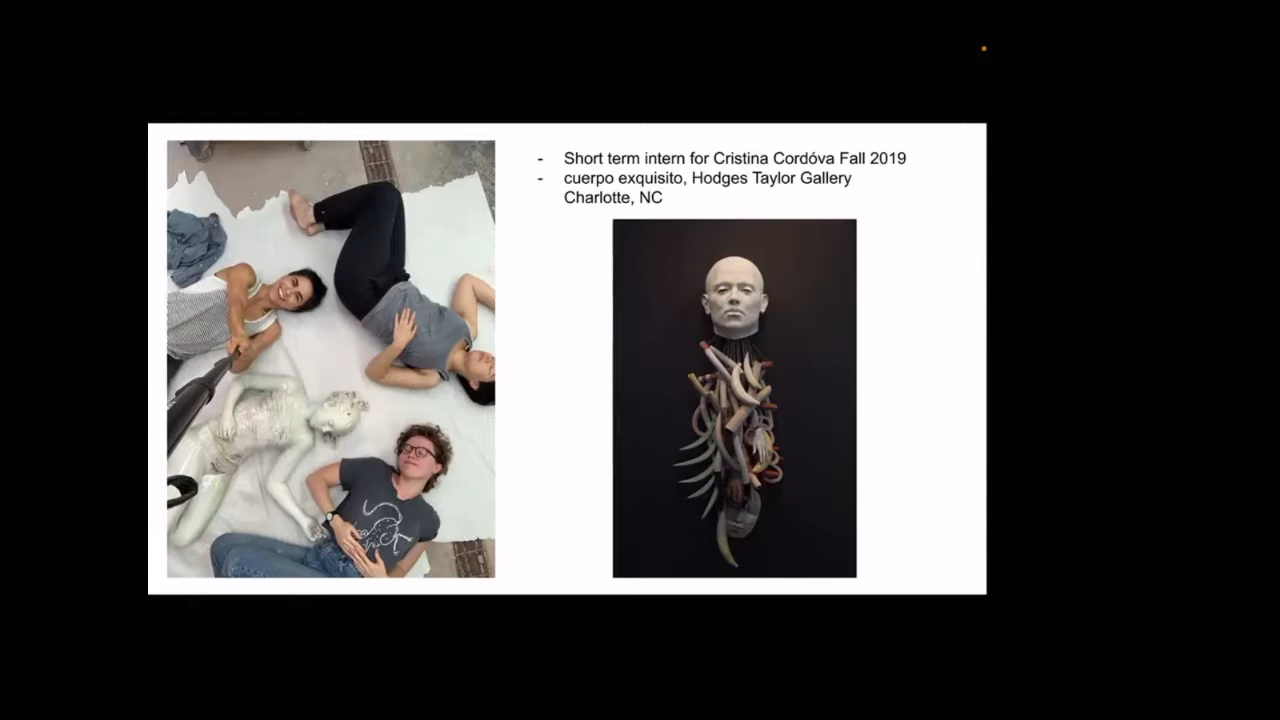 - Short term intern for Cristina Cordóva Fall 2019
- cuerpo exquisito, Hodges Taylor Gallery
Charlotte, NC